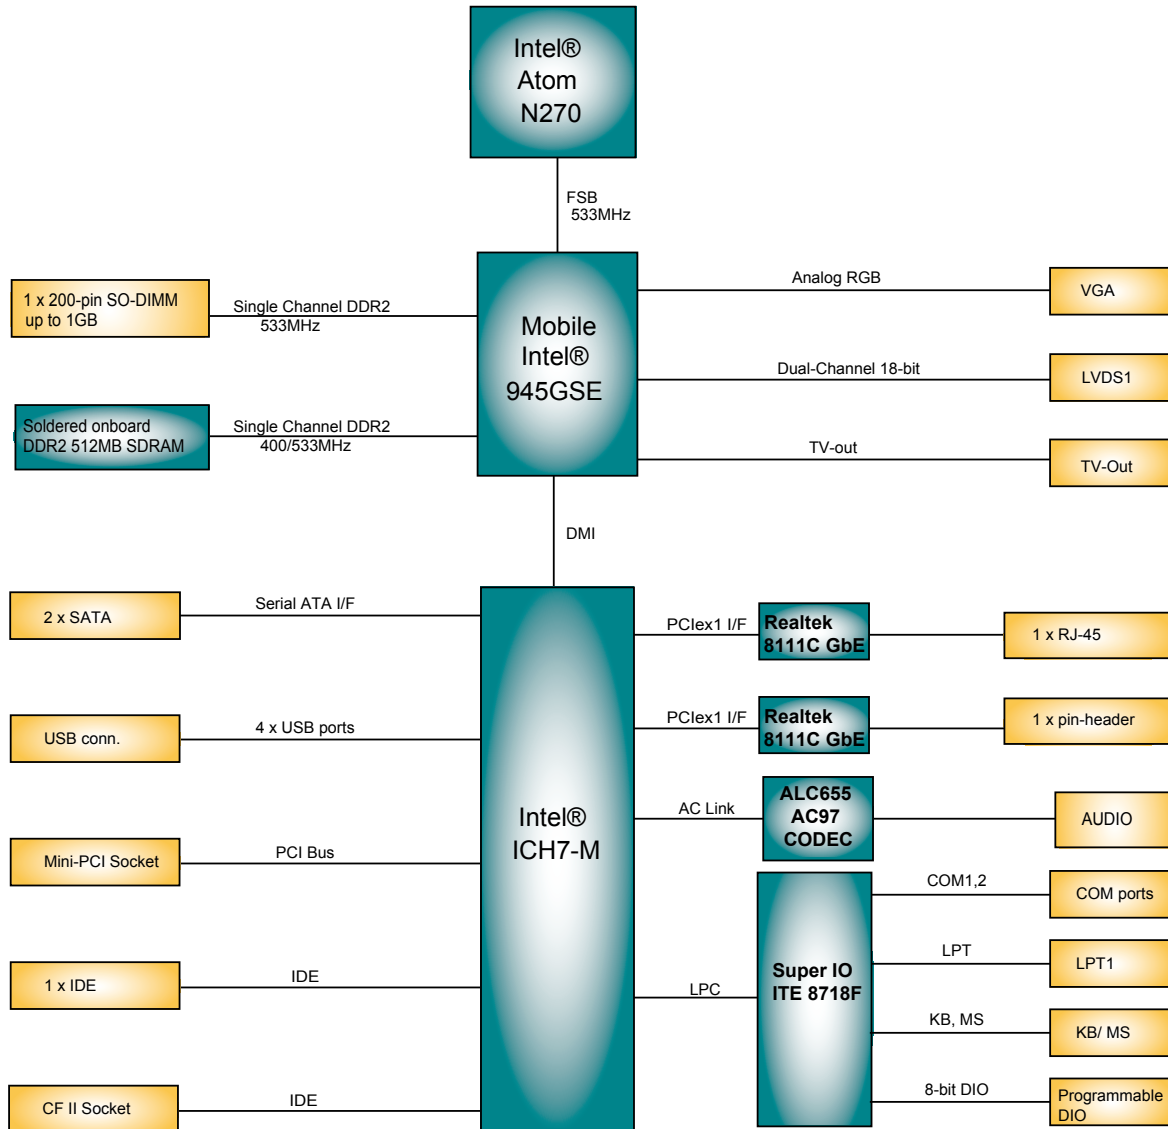 Intel®
Atom
N270
FSB
533MHz
1 x 200-pin SO-DIMM
up to 1GB
Single Channel DDR2
533MHz
Mobile
Intel®
945GSE
Analog RGB
VGA
Dual-Channel 18-bit
LVDS1
Soldered onboard
DDR2 512MB SDRAM
Single Channel DDR2
400/533MHz
TV-out
TV-Out
DMI
2 x SATA
Serial ATA I/F
PCIex1 I/F
Realtek
8111C GbE
1 x RJ-45
USB conn.
4 x USB ports
PCIex1 I/F
Realtek
8111C GbE
1 x pin-header
Intel®
ICH7-M
AC Link
ALC655
AC97
CODEC
AUDIO
Mini-PCI Socket
PCI Bus
COM1,2
COM ports
1 x IDE
IDE
LPC
Super IO
ITE 8718F
LPT
LPT1
KB, MS
KB/ MS
CF II Socket
IDE
8-bit DIO
Programmable
DIO